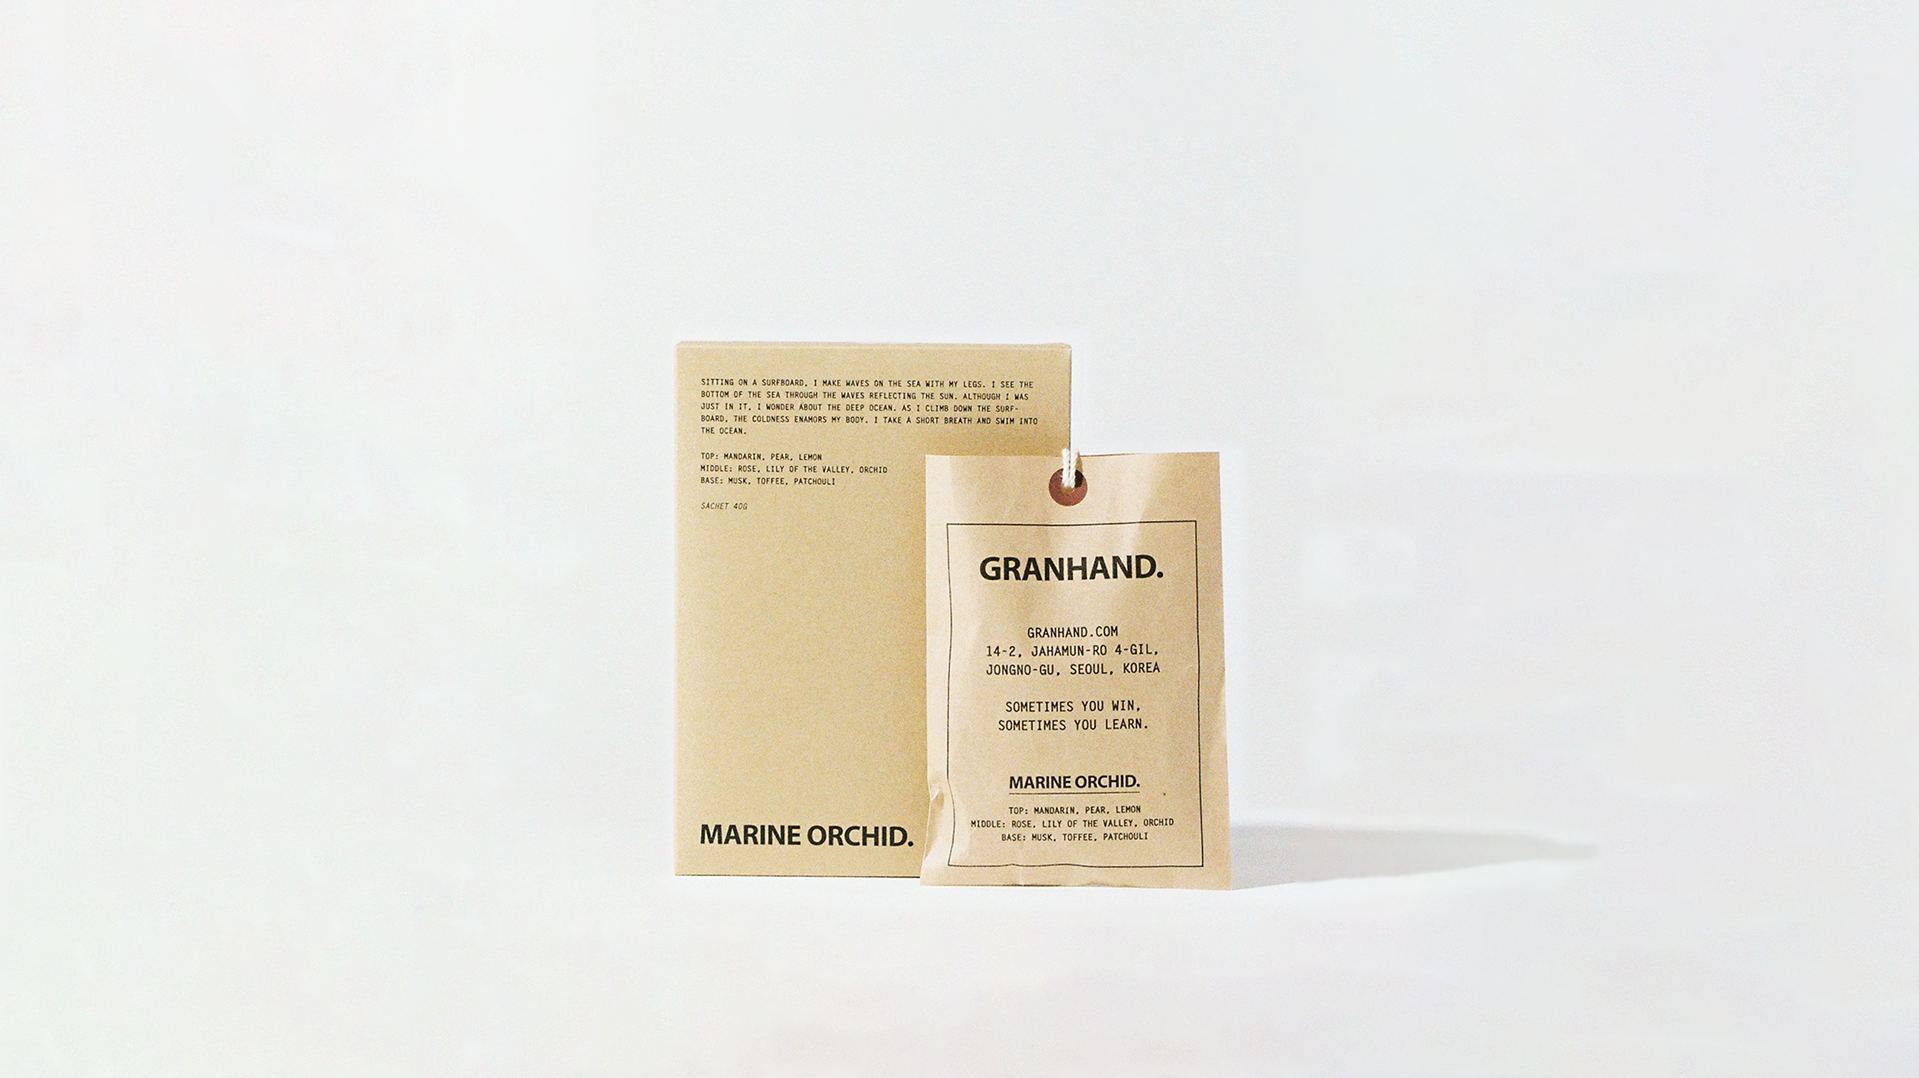 SITTING ON A SURFBOARD, I MAKE WAVES ON THE SEA WITH MY LEGS. I SEE THE
BOTTOM OF THE SEA THROUGH THE WAVES REFLECTING THE SUN. ALTHOUGH I WAS
JUST IN IT, I WONDER ABOUT THE DEEP OCEAN. AS I CLIMB DOWN THE SURF-
BOARD, THE COLDNESS ENAMORS MY BODY. I TAKE A SHORT BREATH AND SWIM INTO
THE OCEAN.
TOP: MANDARIN, PEAR, LEMON
MIDDLE: ROSE, LILY OF THE VALLEY, ORCHID
BASE: MUSK, TOFFEE, PATCHOULI
SACHET 40G
MARINE ORCHID.
GRANHAND.
GRANHAND.COM
14-2, JAHAMUN-RO 4-GIL,
JONGNO-GU, SEOUL, KOREA
SOMETIMES YOU WIN,
SOMETIMES YOU LEARN.
MARINE ORCHID.
TOP: MANDARIN, PEAR, LEMON
MIDDLE: ROSE, LILY OF THE VALLEY, ORCHID
BASE: MUSK, TOFFEE, PATCHOULI